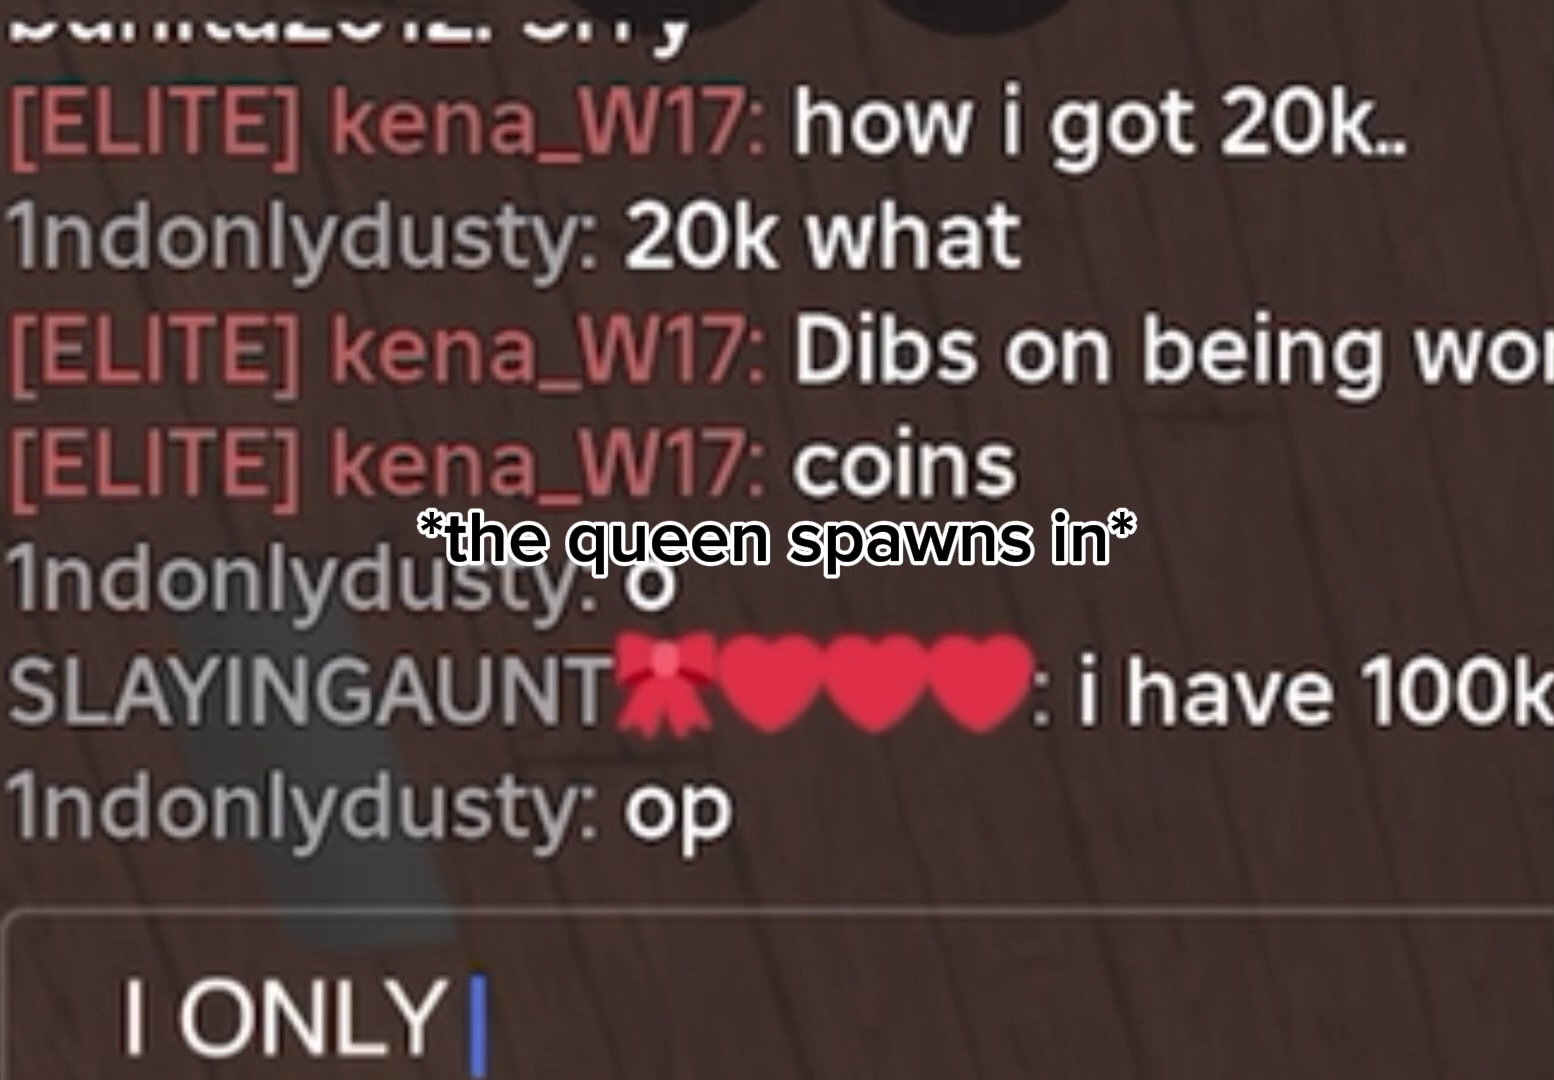 [ELITE] kena_W17: how i got 20k..
1ndonlydusty: 20k what
[ELITE] kena_W17: Dibs on being
[ELITE] kena_W17: coins
*the queen spawns in*
1ndonlydusty: o
SLAYINGAUNT🎀❤️❤️❤️: i have 100k
1ndonlydusty: op
I ONLY